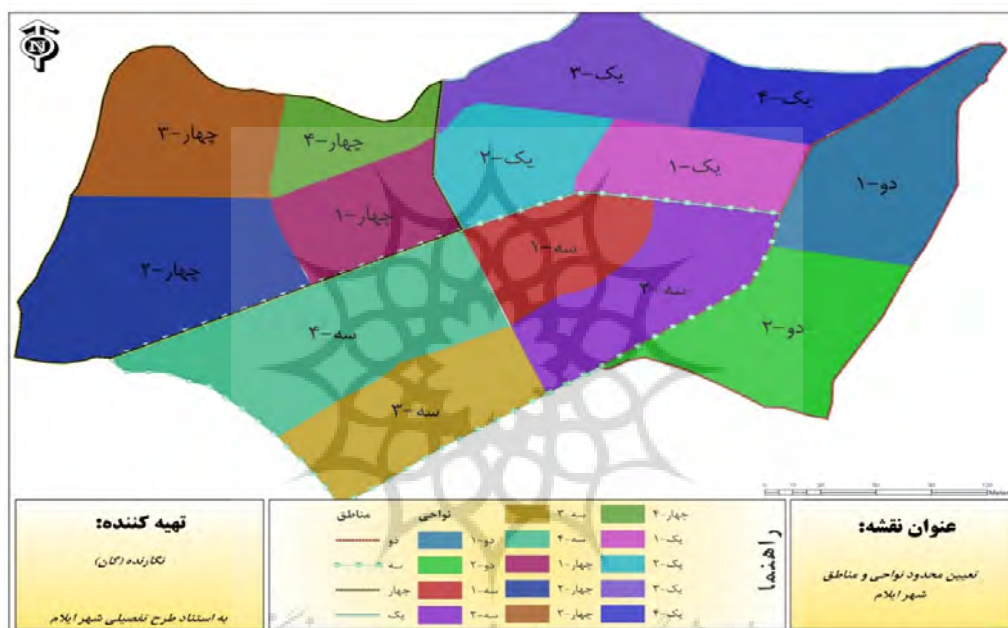 N
یک-۳
یک-۴
چهار-۳
چهار-۴
یک-۲
یک-۱
دو-۱
چهار-۱
سه-۱
چهار-۲
سه-۲
دو-۲
سه-۴
سه-۳
عنوان نقشه:
تعیین محدود نواحی و مناطق
شهر ایلام
راهنما
مناطق
دو
سه
چهار
یک
نواحی
دو-۱
دو-۲
سه-۱
سه-۲
سه-۳
سه-۴
چهار-۱
چهار-۲
چهار-۳
چهار-۴
یک-۱
یک-۲
یک-۳
یک-۴
تهیه کننده:
نگارنده (گان)
به استناد طرح تفصیلی شهر ایلام